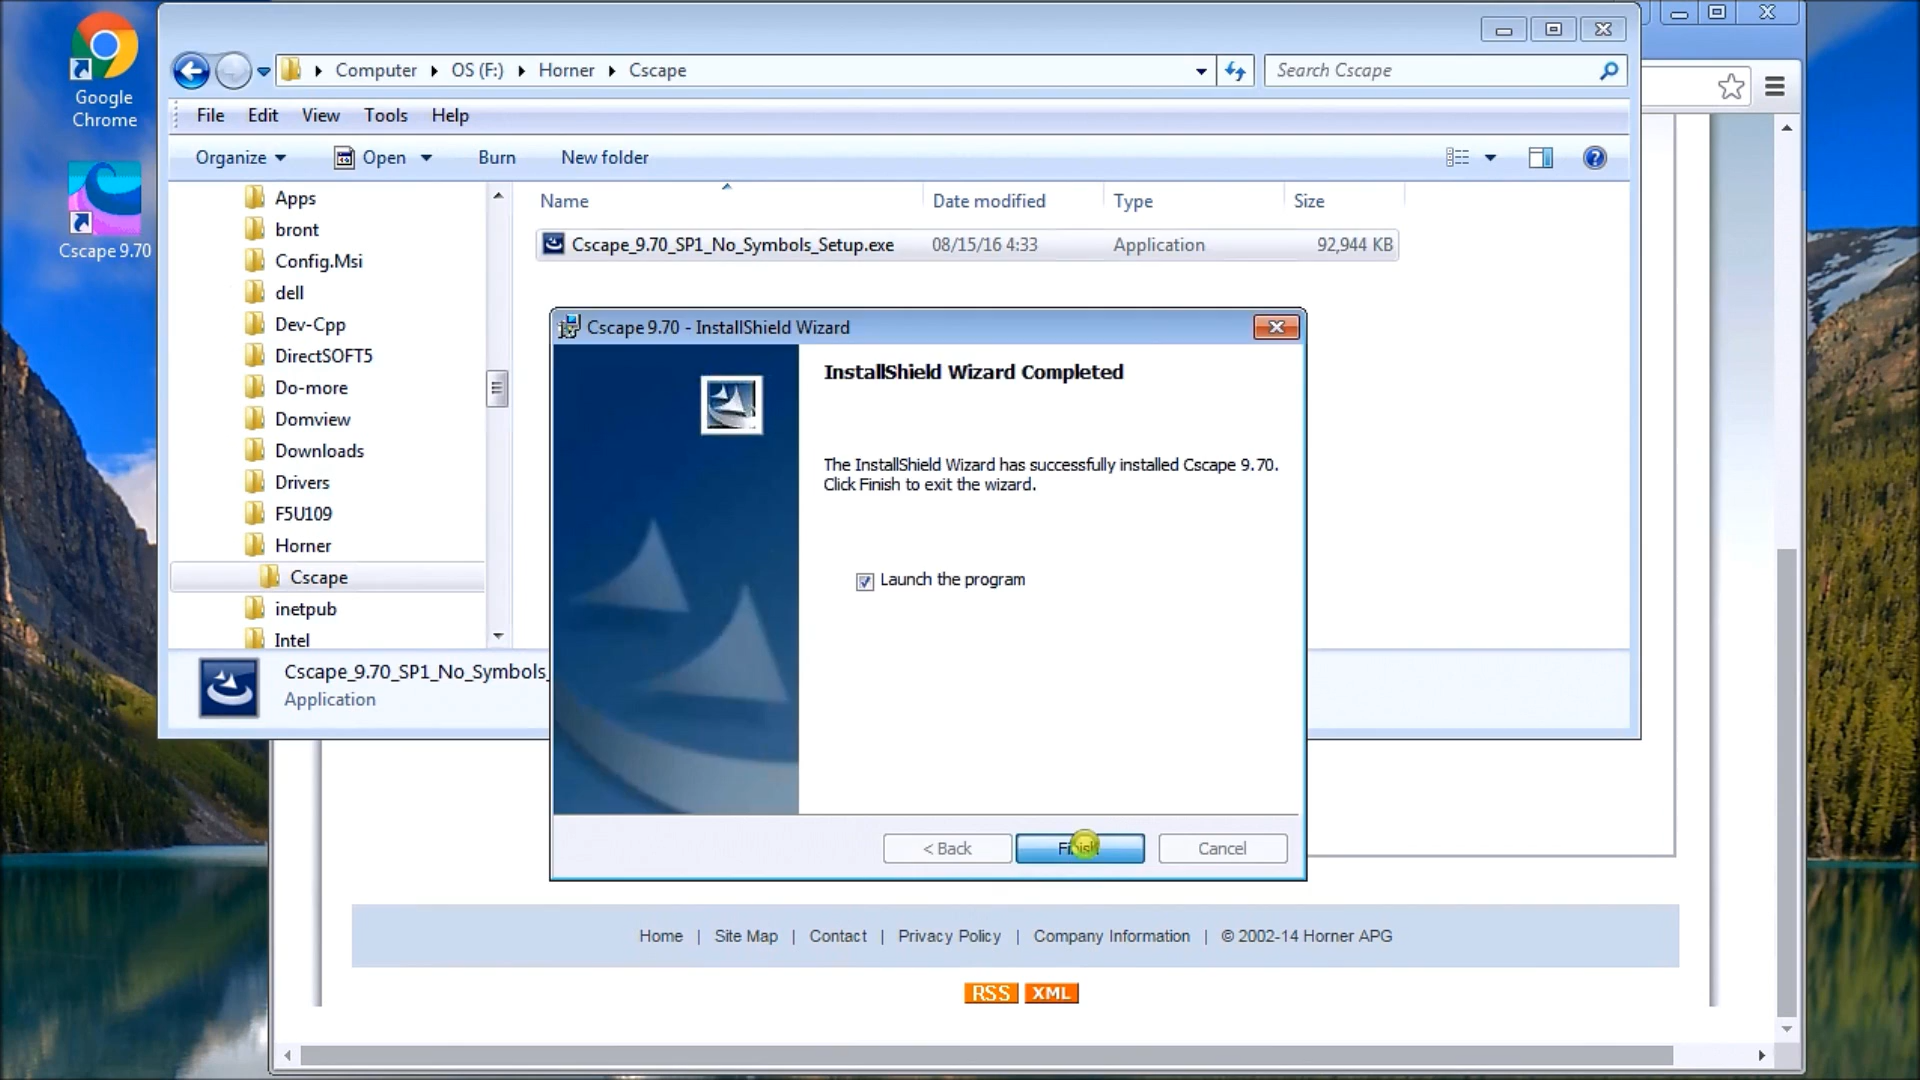 Google
Chrome
Cscape 9.70
Computer
OS (F:)
Horner
Cscape
Search Cscape
File
Edit
View
Tools
Help
Organize
Open
Burn
New folder
Apps
bront
Config.Msi
dell
Dev-Cpp
DirectSOFT5
Do-more
Domview
Downloads
Drivers
F5U109
Horner
Cscape
inetpub
Intel
Name
Date modified
Type
Size
Cscape_9.70_SP1_No_Symbols_Setup.exe
08/15/16 4:33
Application
92,944 KB
Cscape_9.70_SP1_No_Symbols_
Application
Cscape 9.70 - InstallShield Wizard
InstallShield Wizard Completed
The InstallShield Wizard has successfully installed Cscape 9.70.
Click Finish to exit the wizard.
Launch the program
< Back
Finish
Cancel
Home | Site Map | Contact | Privacy Policy | Company Information | © 2002-14 Horner APG
RSS XML